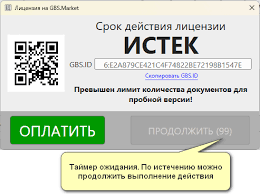 Лицензия на GBS.Market
Срок действия лицензии
ИСТЕК
GBS.ID 6:E2A879CE421C4F74822BE72198B1547E
Скопировать GBS.ID
Превышен лимит количества документов для
пробной версии!
ОПЛАТИТЬ
ПРОДОЛЖИТЬ (99)
Таймер ожидания. По истечению можно
продолжить выполнение действия